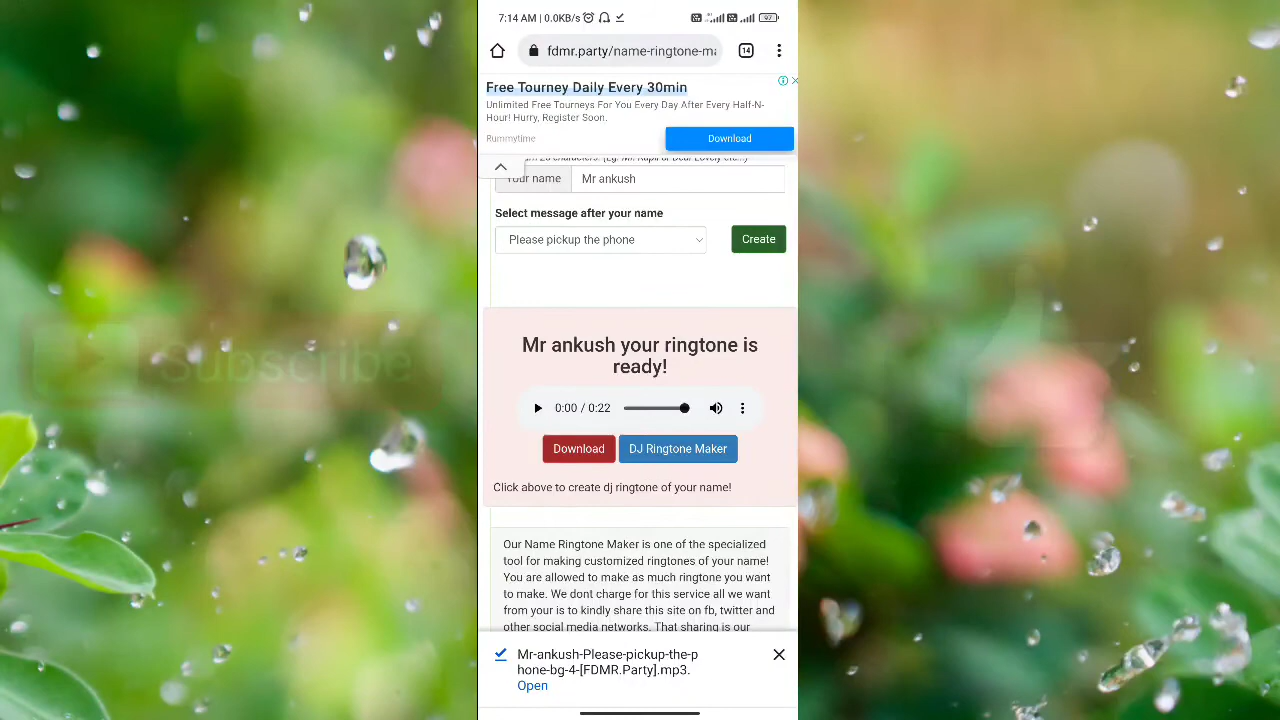 7:14 AM | 0.0KB/s
97
fdmr.party/name-ringtone-ma
14
Free Tourney Daily Every 30min
Unlimited Free Tourneys For You Every Day After Every Half-N-
Hour! Hurry, Register Soon.
Rummytime
Download
Your name
Mr ankush
Select message after your name
Please pickup the phone
Create
Subscribe
Mr ankush your ringtone is
ready!
0:00 / 0:22
Download
DJ Ringtone Maker
Click above to create dj ringtone of your name!
Our Name Ringtone Maker is one of the specialized
tool for making customized ringtones of your name!
You are allowed to make as much ringtone you want
to make. We dont charge for this service all we want
from your is to kindly share this site on fb, twitter and
other social media networks. That sharing is our
Mr-ankush-Please-pickup-the-p
hone-bg-4-[FDMR.Party].mp3.
Open